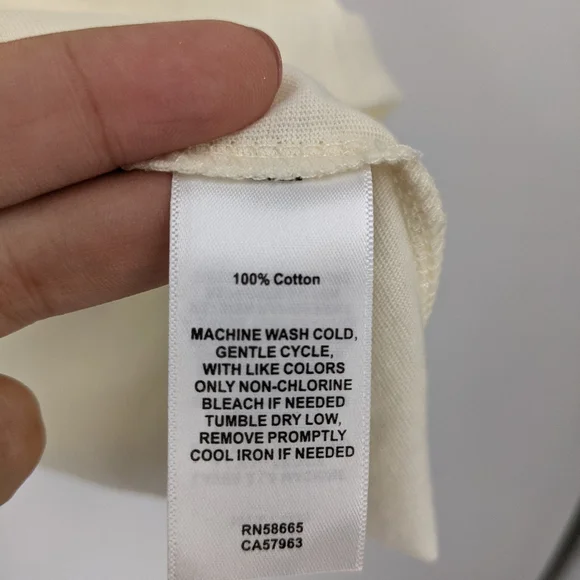 100% Cotton
MACHINE WASH COLD,
GENTLE CYCLE,
WITH LIKE COLORS
ONLY NON-CHLORINE
BLEACH IF NEEDED
TUMBLE DRY LOW,
REMOVE PROMPTLY
COOL IRON IF NEEDED
RN58665
CA57963